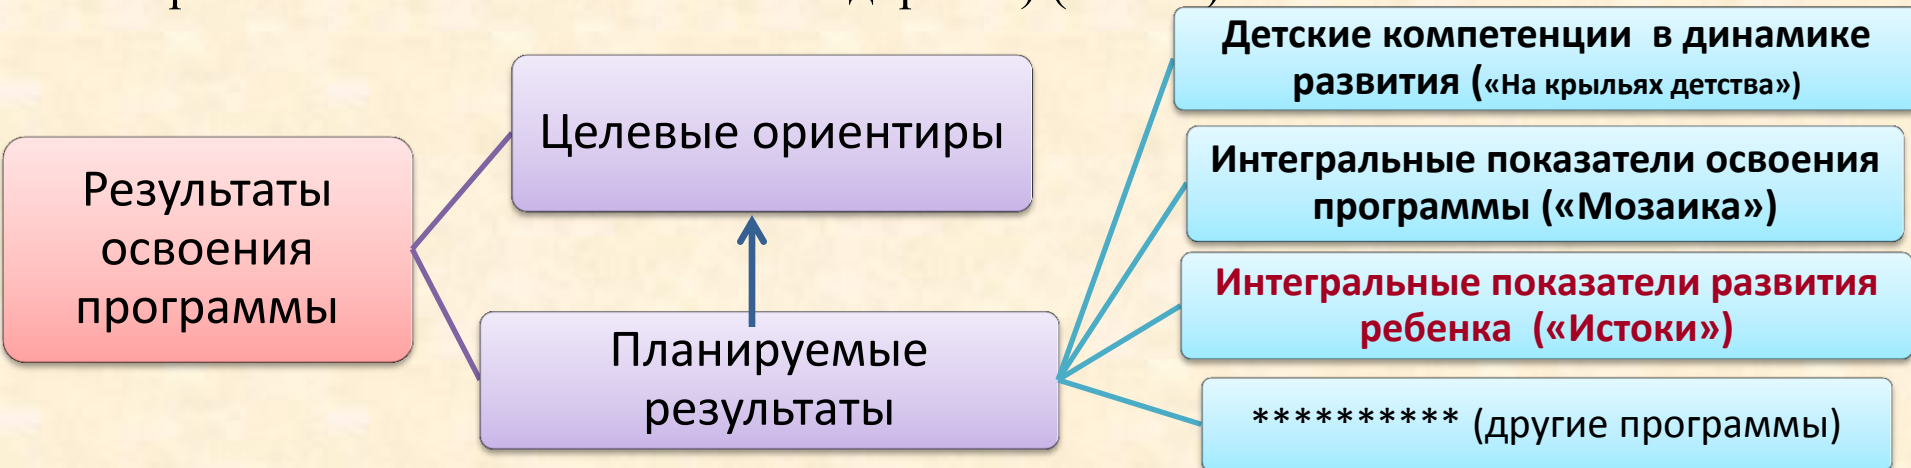 Результаты
освоения
программы
Целевые ориентиры
Планируемые
результаты
Детские компетенции в динамике
развития («На крыльях детства»)
Интегральные показатели освоения
программы («Мозаика»)
Интегральные показатели развития
ребенка («Истоки»)
********** (другие программы)